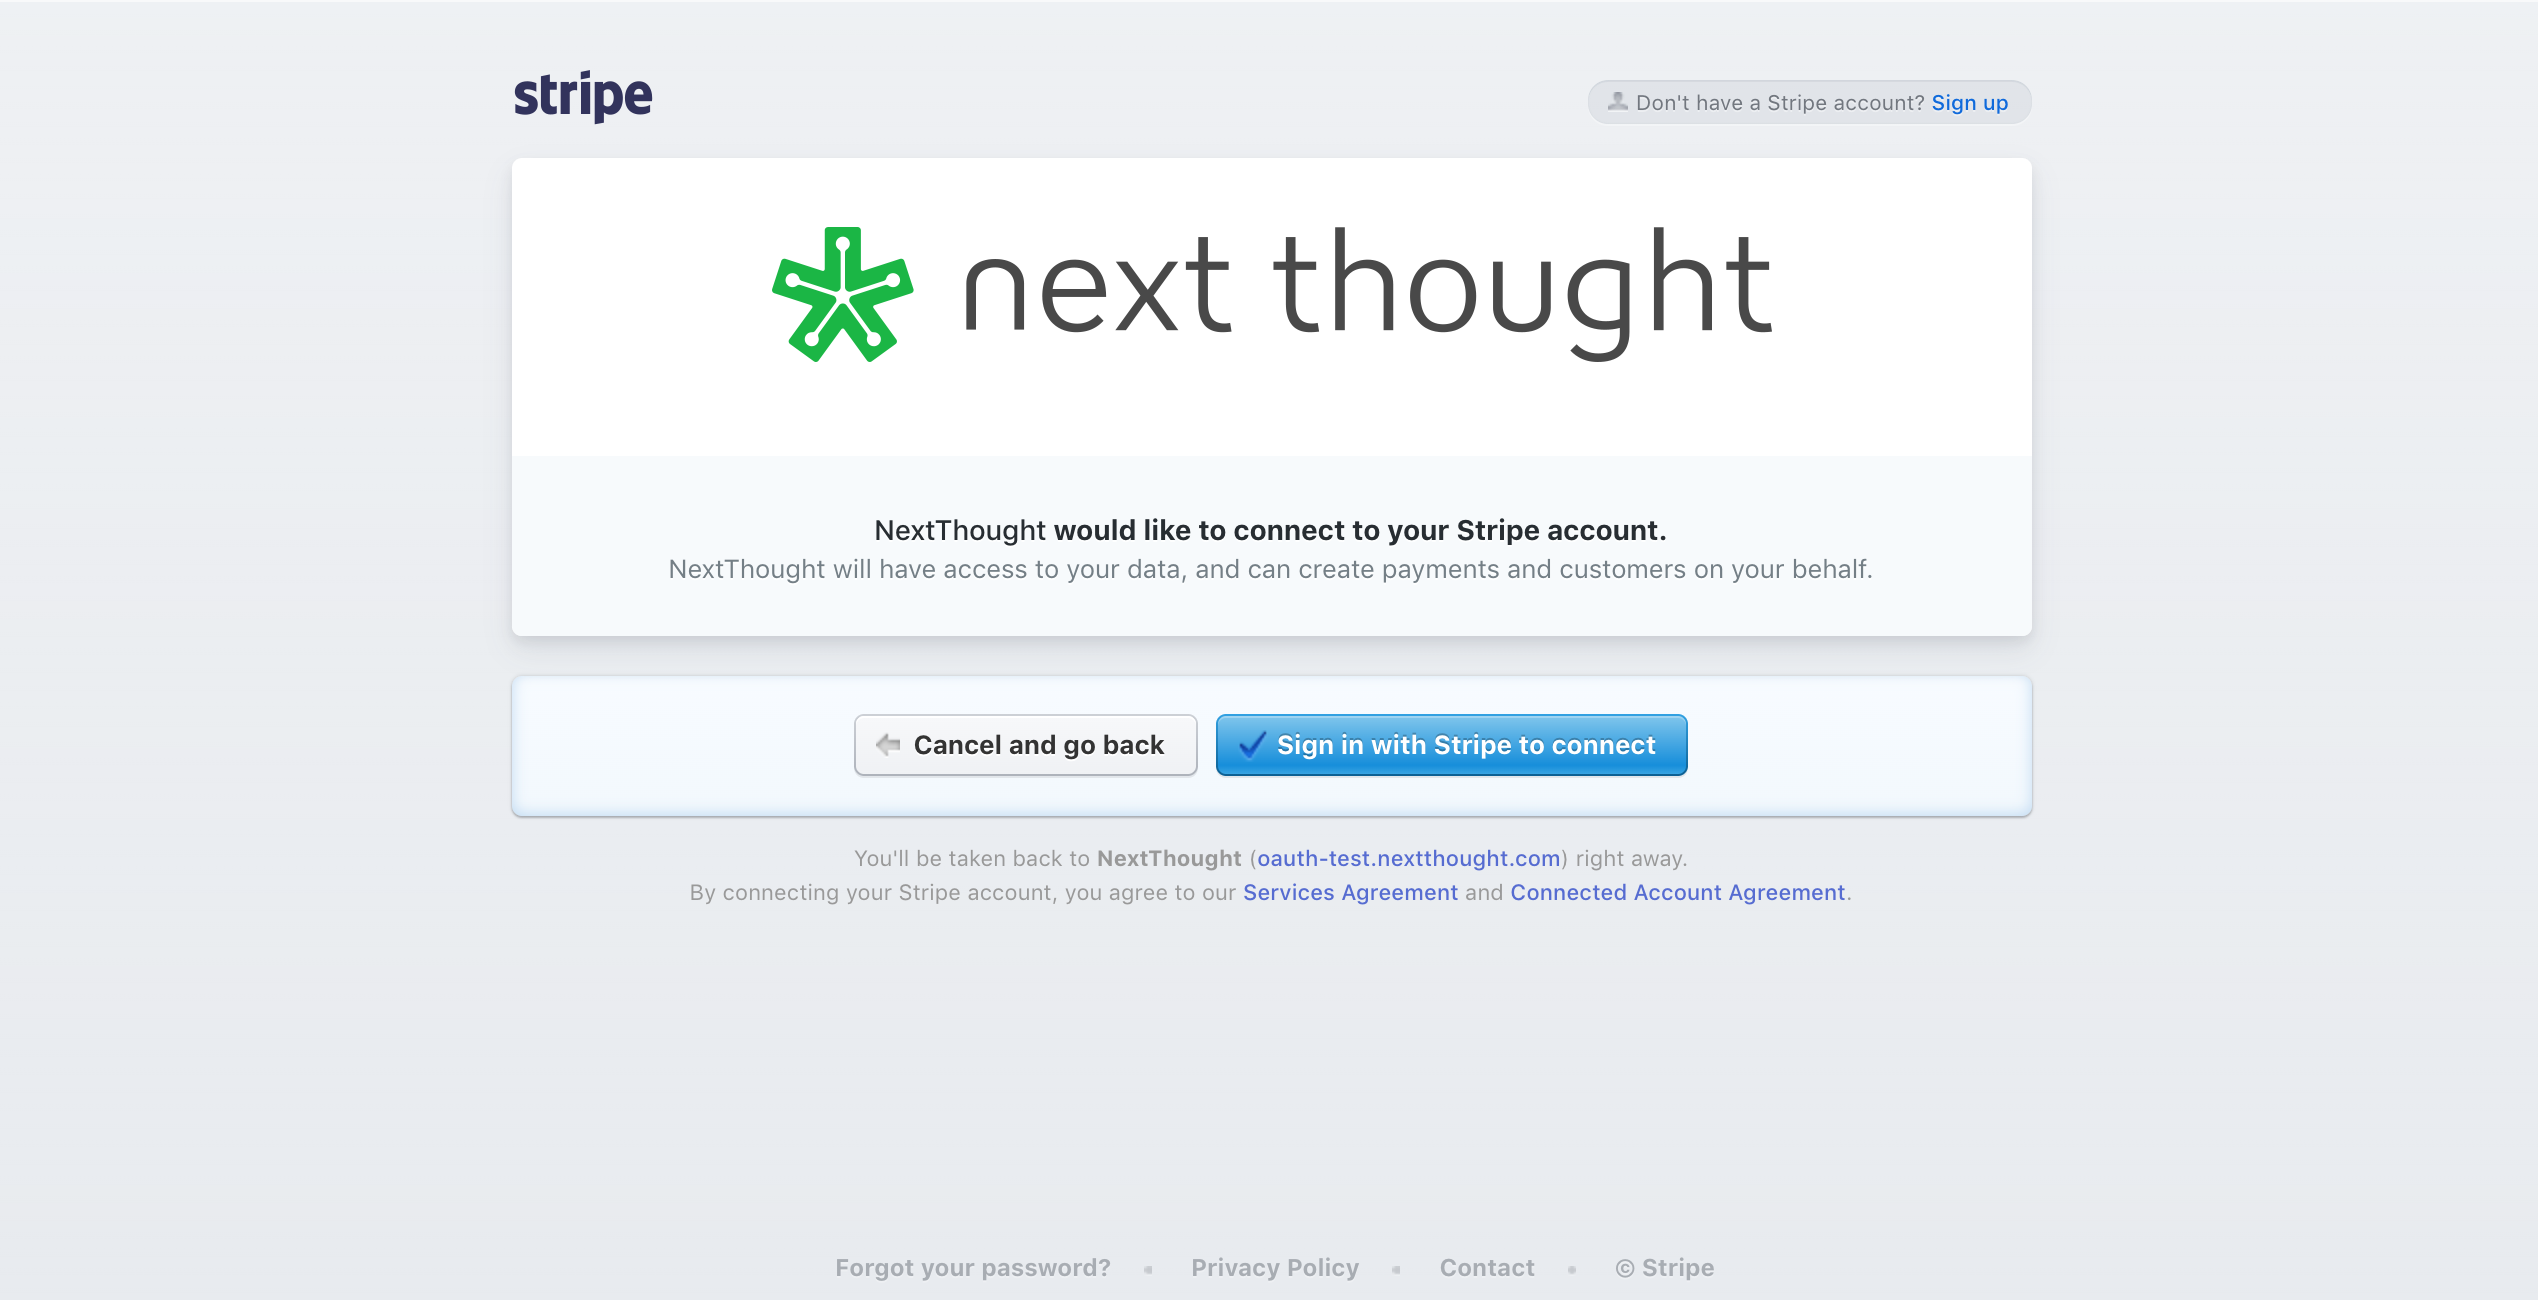 stripe
Don't have a Stripe account? Sign up
next thought
NextThought would like to connect to your Stripe account.
NextThought will have access to your data, and can create payments and customers on your behalf.
Cancel and go back
Sign in with Stripe to connect
You'll be taken back to NextThought (oauth-test.nextthought.com) right away.
By connecting your Stripe account, you agree to our Services Agreement and Connected Account Agreement.
Forgot your password? Privacy Policy Contact © Stripe